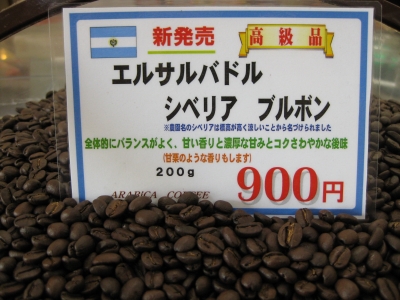 新発売
高級品
エルサルバドル
シベリア ブルボン
※農園名のシベリアは標高が高く涼しいことから名づけられました
全体的にバランスがよく、甘い香りと濃厚な甘みとコクさわやかな後味
(甘栗のような香りもします)
200g
900円
ARABICA COFFEE